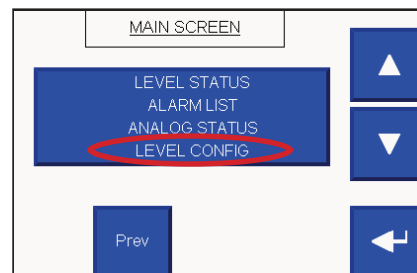 MAIN SCREEN
LEVEL STATUS
ALARM LIST
ANALOG STATUS
LEVEL CONFIG
Prev